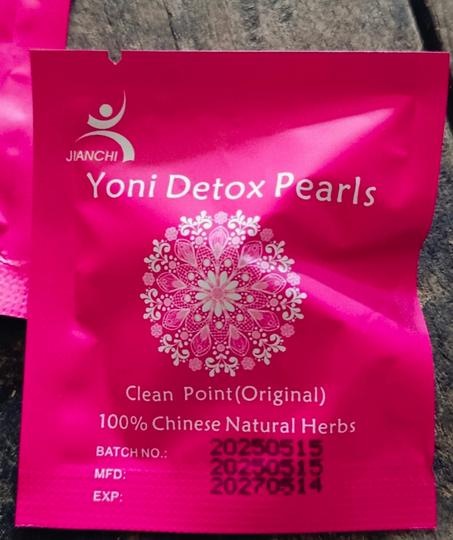 JIANCHI
Yoni Detox Pearls
Clean Point(Original)
100% Chinese Natural Herbs
BATCH NO.: 20250515
MFD: 20250515
EXP: 20270514